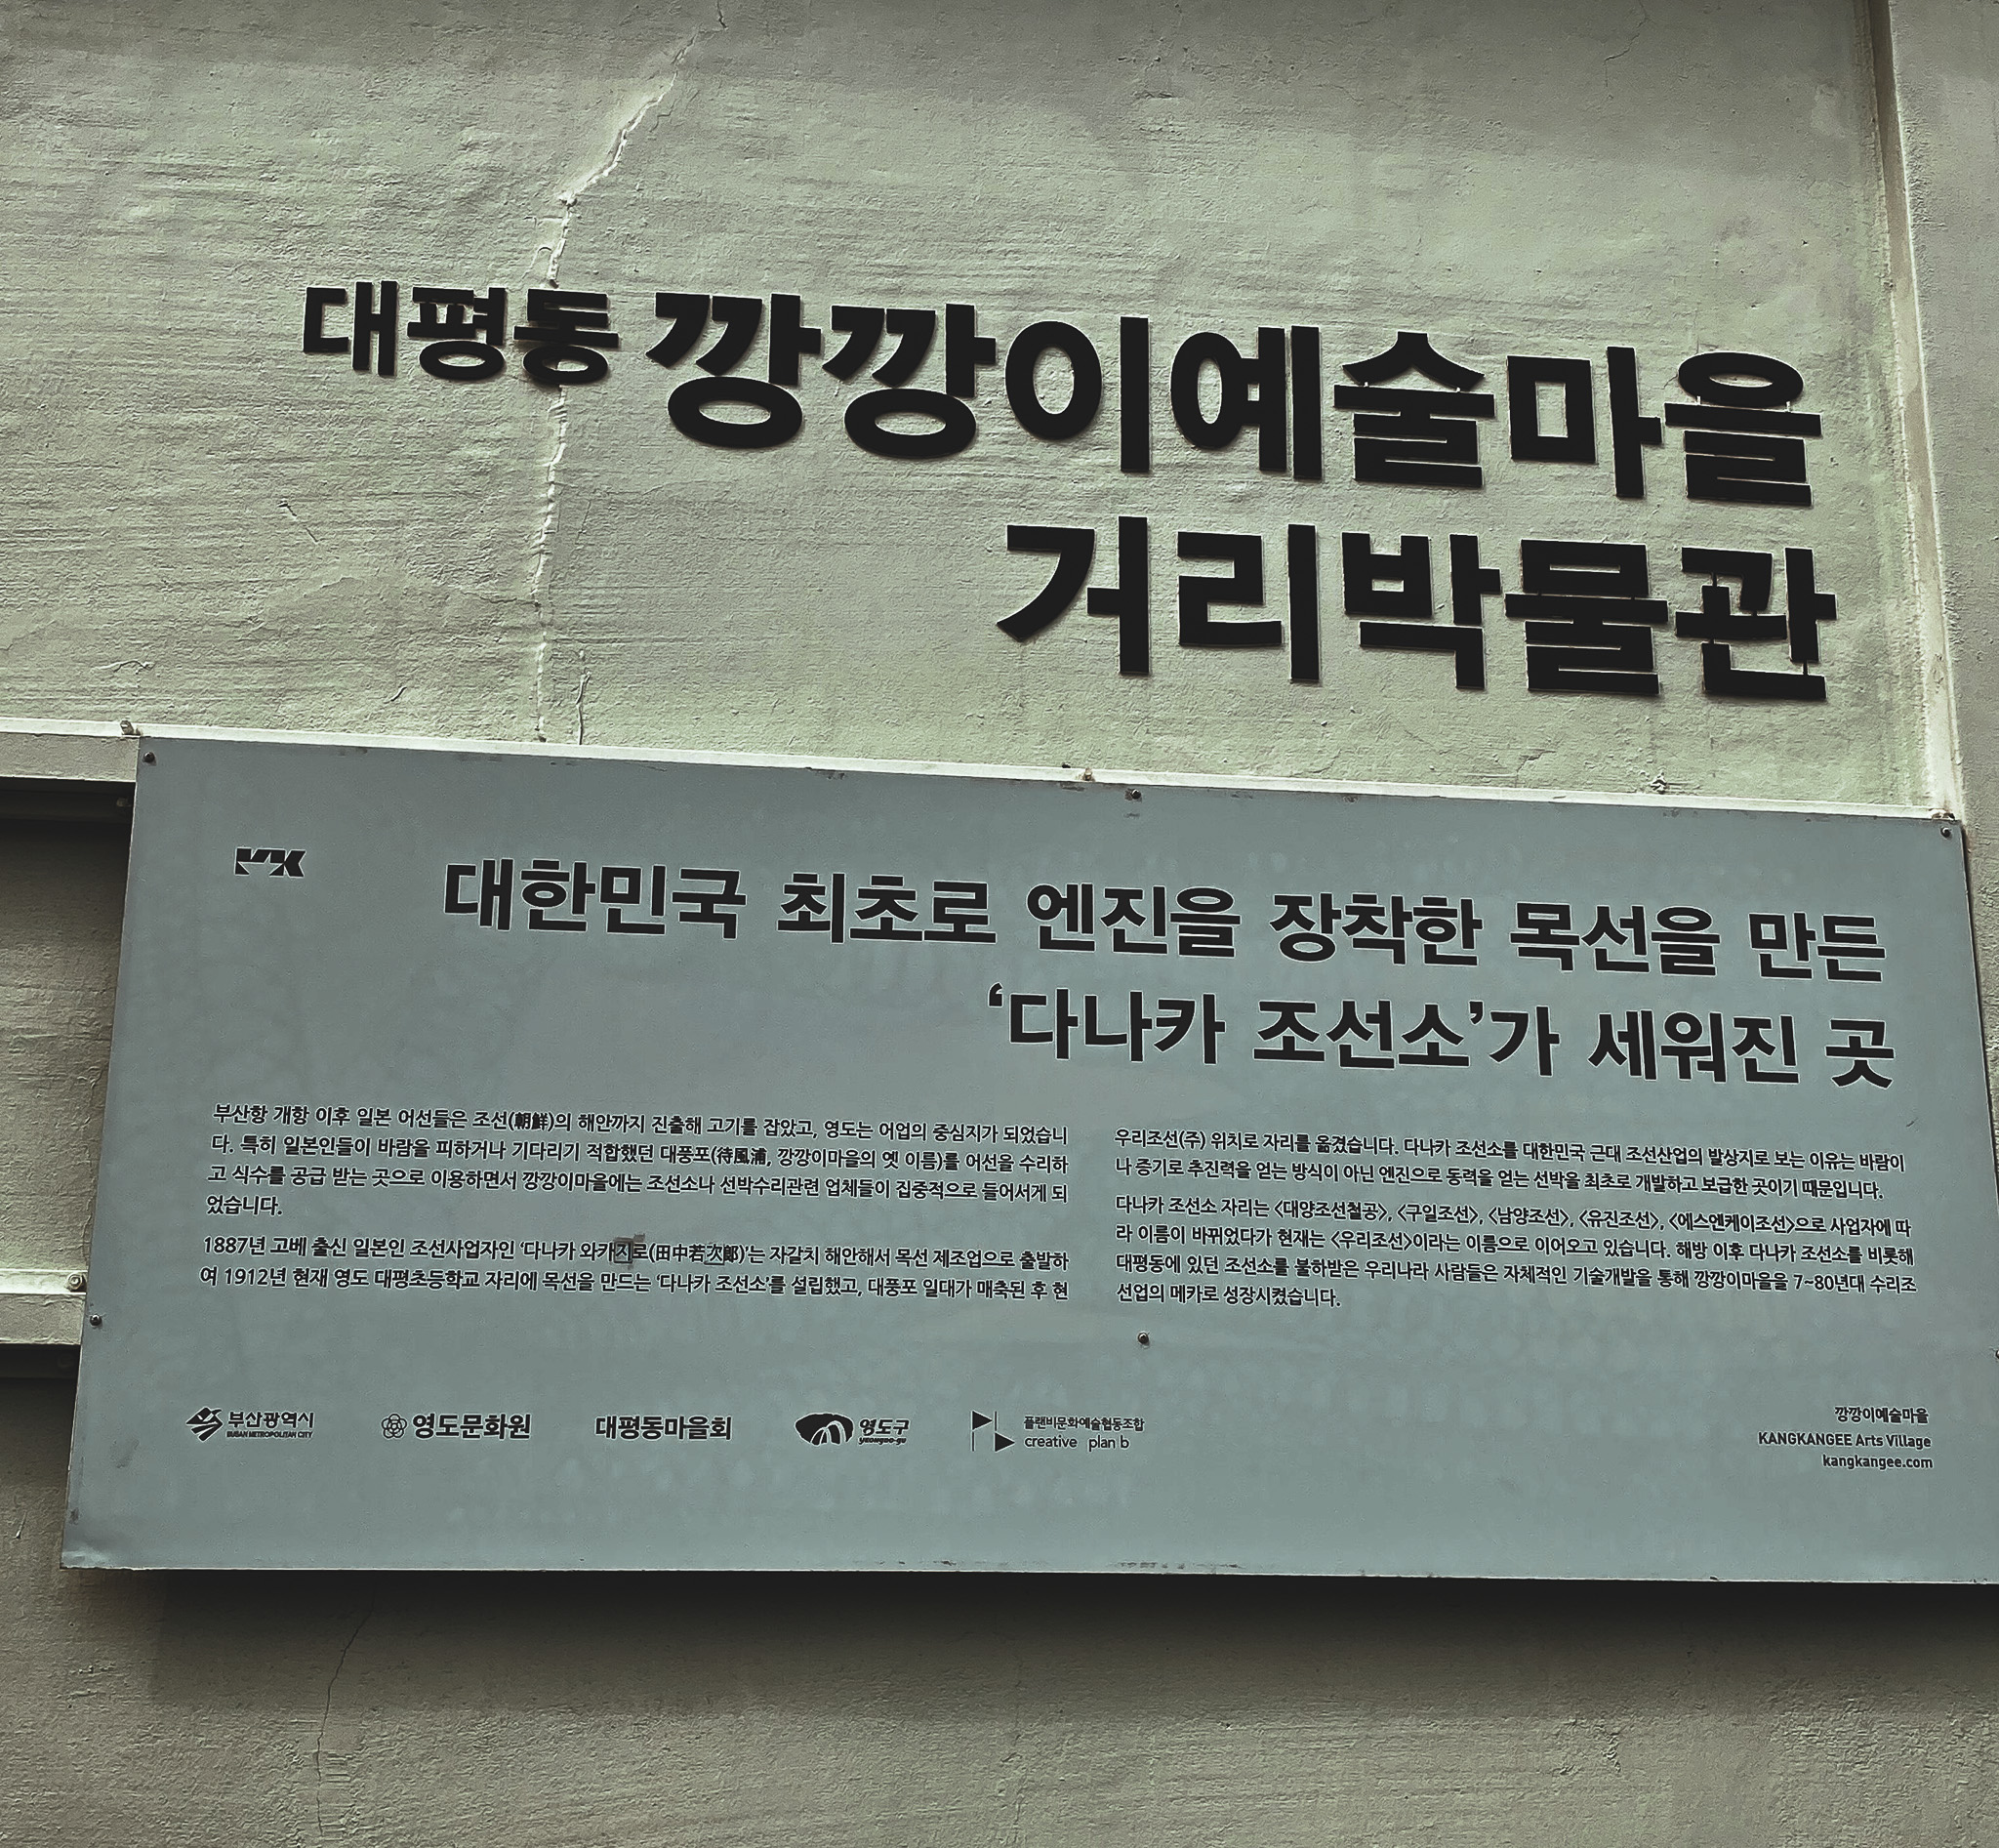 대평동 깡깡이예술마을
거리박물관
대한민국 최초로 엔진을 장착한 목선을 만든
‘다나카 조선소’가 세워진 곳
부산항 개항 이후 일본 어선들은 조선(朝鮮)의 해안까지 진출해 고기를 잡았고, 영도는 어업의 중심지가 되었습니
다. 특히 일본인들이 바람을 피하거나 기다리기 적합했던 대풍포(待風浦, 깡깡이마을의 옛 이름)를 어선을 수리하
고 식수를 공급 받는 곳으로 이용하면서 깡깡이마을에는 조선소나 선박수리관련 업체들이 집중적으로 들어서게 되
었습니다.
1887년 고베 출신 일본인 조선사업자인 ‘다나카 와카지로(田中若次郞)’는 자갈치 해안해서 목선 제조업으로 출발하
여 1912년 현재 영도 대평초등학교 자리에 목선을 만드는 ‘다나카 조선소’를 설립했고, 대풍포 일대가 매축된 후 현
우리조선(주) 위치로 자리를 옮겼습니다. 다나카 조선소를 대한민국 근대 조선산업의 발상지로 보는 이유는 바람이
나 증기로 추진력을 얻는 방식이 아닌 엔진으로 동력을 얻는 선박을 최초로 개발하고 보급한 곳이기 때문입니다.
다나카 조선소 자리는 〈대양조선철공〉, 〈구일조선〉, 〈남양조선〉, 〈유진조선〉, 〈에스엔케이조선〉으로 사업자에 따
라 이름이 바뀌었다가 현재는 〈우리조선〉이라는 이름으로 이어오고 있습니다. 해방 이후 다나카 조선소를 비롯해
대평동에 있던 조선소를 불하받은 우리나라 사람들은 자체적인 기술개발을 통해 깡깡이마을을 7~80년대 수리조
선업의 메카로 성장시켰습니다.
부산광역시
BUSAN METROPOLITAN CITY
영도문화원
대평동마을회
영도구
YEONGDO-GU
플랜비문화예술협동조합
creative plan b
깡깡이예술마을
KANGKANGEE Arts Village
kangkangee.com